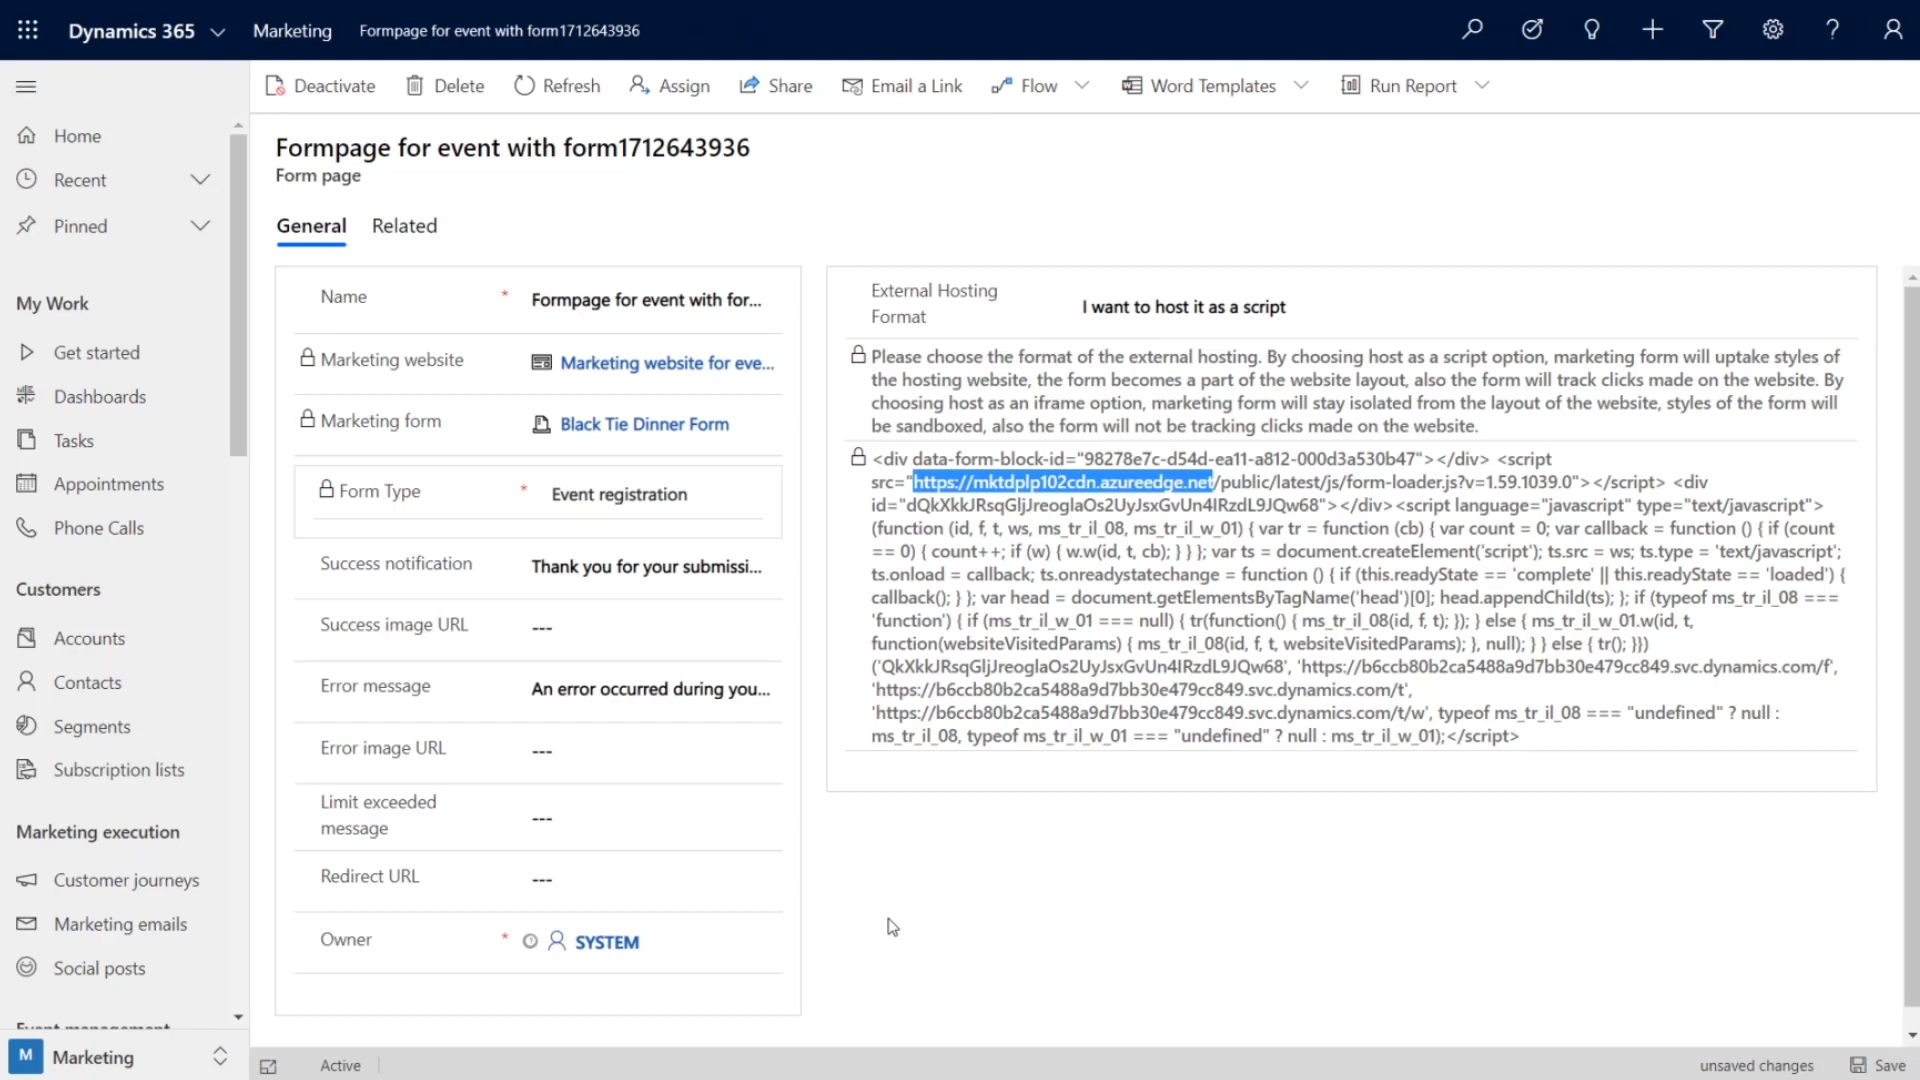 Dynamics 365
Marketing
Formpage for event with form1712643936
Deactivate
Delete
Refresh
Assign
Share
Email a Link
Flow
Word Templates
Run Report
Home
Recent
Pinned
My Work
Get started
Dashboards
Tasks
Appointments
Phone Calls
Customers
Accounts
Contacts
Segments
Subscription lists
Marketing execution
Customer journeys
Marketing emails
Social posts
Event management
M
Marketing
Formpage for event with form1712643936
Form page
General
Related
Name * Formpage for event with for...
Marketing website Marketing website for eve...
Marketing form Black Tie Dinner Form
Form Type * Event registration
Success notification Thank you for your submissi...
Success image URL ---
Error message An error occurred during you...
Error image URL ---
Limit exceeded
message ---
Redirect URL ---
Owner * SYSTEM
External Hosting
Format
I want to host it as a script
Please choose the format of the external hosting. By choosing host as a script option, marketing form will uptake styles of
the hosting website, the form becomes a part of the website layout, also the form will track clicks made on the website. By
choosing host as an iframe option, marketing form will stay isolated from the layout of the website, styles of the form will
be sandboxed, also the form will not be tracking clicks made on the website.
<div data-form-block-id="98278e7c-d54d-ea11-a812-000d3a530b47"></div> <script
src="https://mktdplp102cdn.azureedge.net/public/latest/js/form-loader.js?v=1.59.1039.0"></script> <div
id="dQkXkkJRsqGljJreoglaOs2UyJsxGvUn4IRzdL9JQw68"></div><script language="javascript" type="text/javascript">
(function (id, f, t, ws, ms_tr_il_08, ms_tr_il_w_01) { var tr = function (cb) { var count = 0; var callback = function () { if (count
== 0) { count++; if (w) { w.w(id, t, cb); } } }; var ts = document.createElement('script'); ts.src = ws; ts.type = 'text/javascript';
ts.onload = callback; ts.onreadystatechange = function () { if (this.readyState == 'complete' || this.readyState == 'loaded') {
callback(); } }; var head = document.getElementsByTagName('head')[0]; head.appendChild(ts); }; if (typeof ms_tr_il_08 ===
'function') { if (ms_tr_il_w_01 === null) { tr(function() { ms_tr_il_08(id, f, t); }); } else { ms_tr_il_w_01.w(id, t,
function(websiteVisitedParams) { ms_tr_il_08(id, f, t, websiteVisitedParams); }, null); } } else { tr(); }})
('QkXkkJRsqGljJreoglaOs2UyJsxGvUn4IRzdL9JQw68', 'https://b6ccb80b2ca5488a9d7bb30e479cc849.svc.dynamics.com/f',
'https://b6ccb80b2ca5488a9d7bb30e479cc849.svc.dynamics.com/t',
'https://b6ccb80b2ca5488a9d7bb30e479cc849.svc.dynamics.com/t/w', typeof ms_tr_il_08 === "undefined" ? null :
ms_tr_il_08, typeof ms_tr_il_w_01 === "undefined" ? null : ms_tr_il_w_01);</script>
Active
unsaved changes
Save